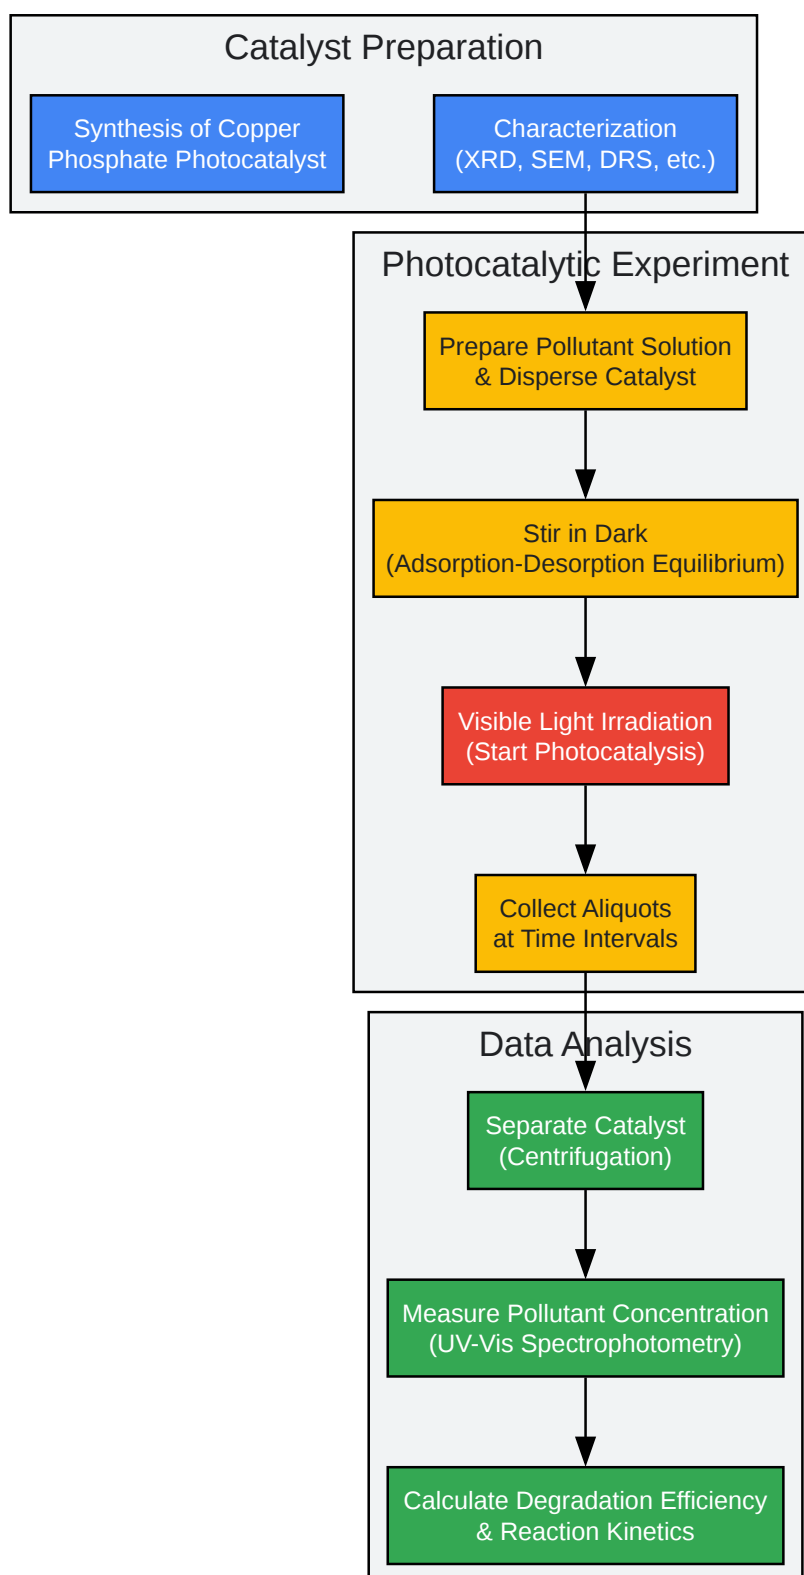 Catalyst Preparation
Synthesis of Copper
Phosphate Photocatalyst
Characterization
(XRD, SEM, DRS, etc.)
Photocatalytic Experiment
Prepare Pollutant Solution
& Disperse Catalyst
Stir in Dark
(Adsorption-Desorption Equilibrium)
Visible Light Irradiation
(Start Photocatalysis)
Collect Aliquots
at Time Intervals
Data Analysis
Separate Catalyst
(Centrifugation)
Measure Pollutant Concentration
(UV-Vis Spectrophotometry)
Calculate Degradation Efficiency
& Reaction Kinetics